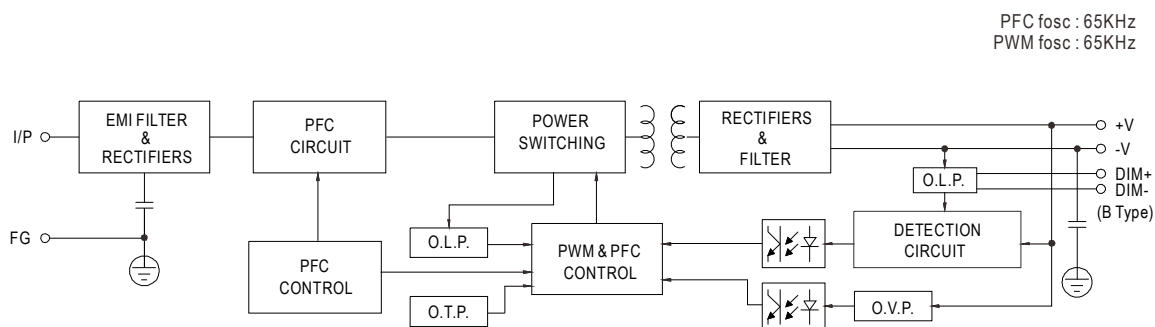 PFC fosc : 65KHz
PWM fosc : 65KHz
I/P
EMI FILTER
&
RECTIFIERS
PFC
CIRCUIT
POWER
SWITCHING
RECTIFIERS
&
FILTER
+V
-V
O.L.P.
DIM+
DIM-
(B Type)
FG
O.L.P.
PWM & PFC
CONTROL
DETECTION
CIRCUIT
PFC
CONTROL
O.T.P.
O.V.P.